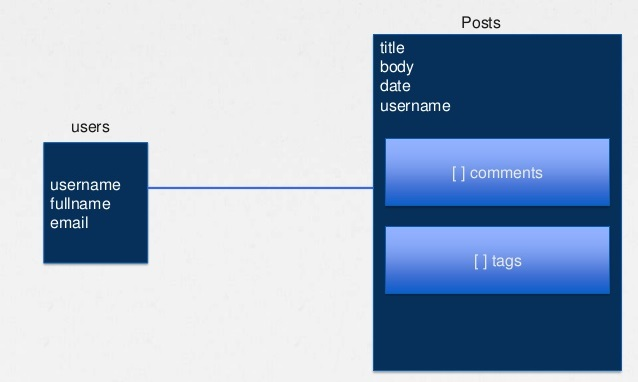 users
username
fullname
email
Posts
title
body
date
username
[ ] comments
[ ] tags